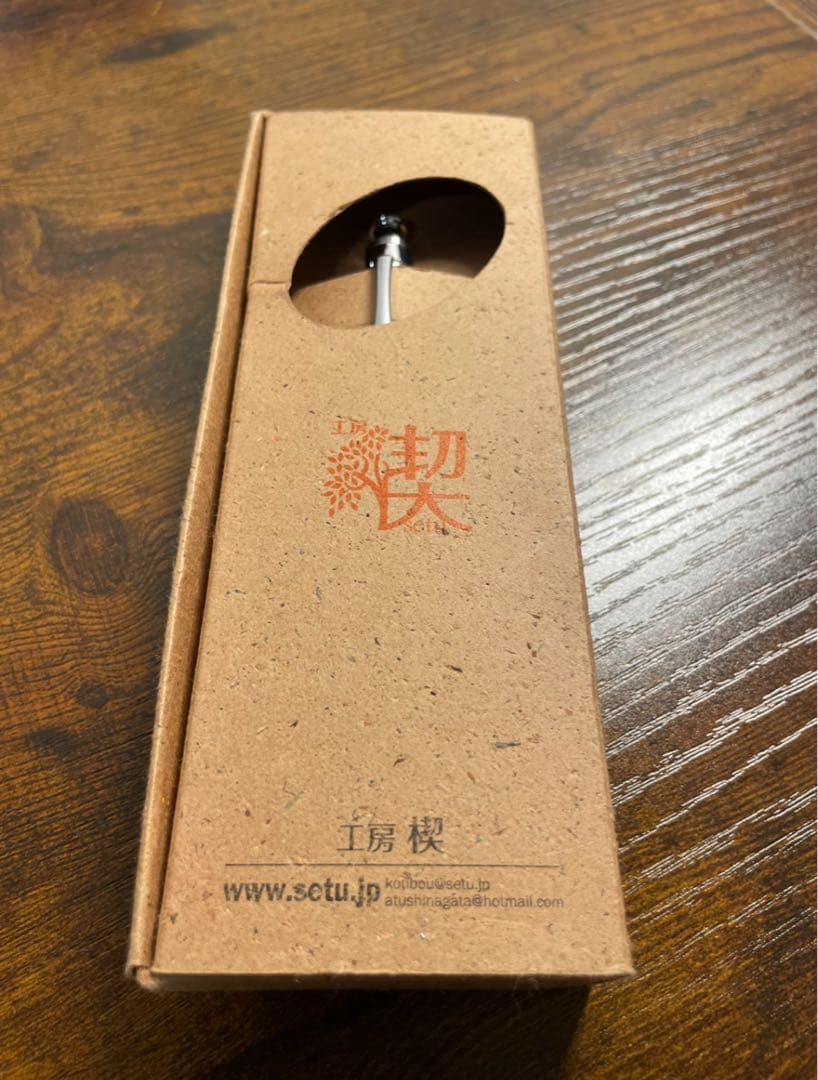 工房
楔
setu
工房 楔
www.setu.jp
koubou@setu.jp
atushinagata@hotmail.com